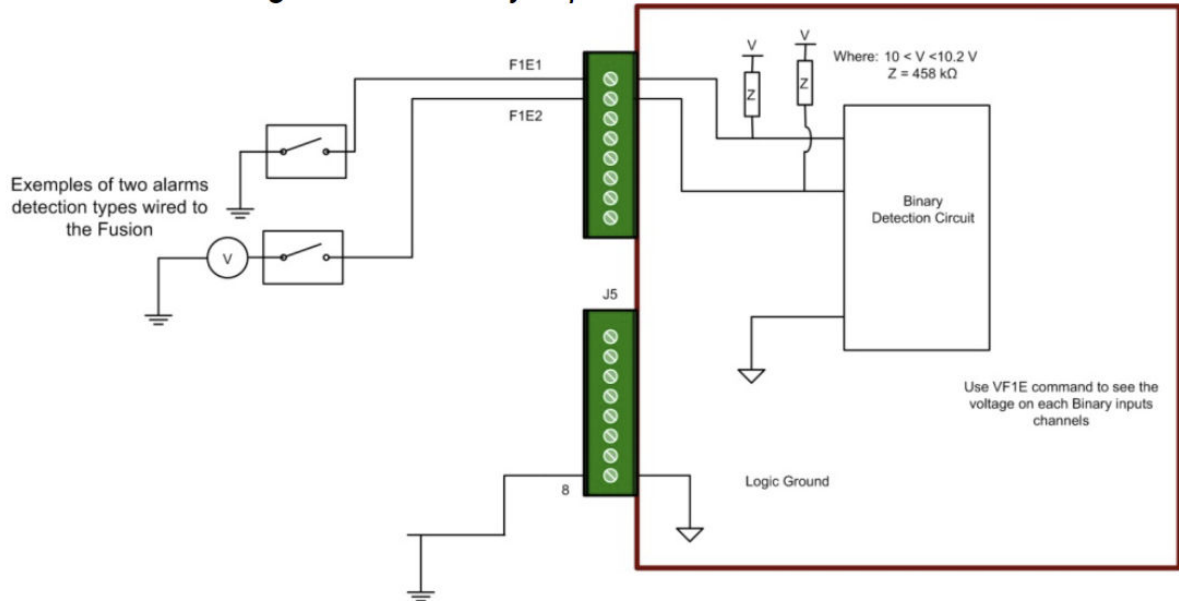 F1E1
F1E2
V
V
Z
Z
Where: 10 < V <10.2 V
Z = 458 kΩ
Exemples of two alarms
detection types wired to
the Fusion
V
Binary
Detection Circuit
J5
Use VF1E command to see the
voltage on each Binary inputs
channels
8
Logic Ground